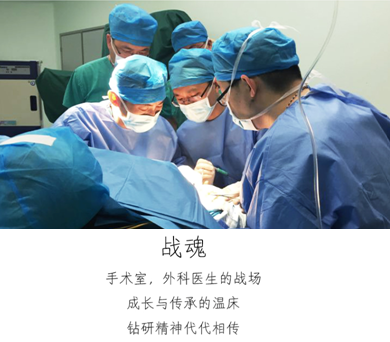 战魂
手术室，外科医生的战场
成长与传承的温床
钻研精神代代相传